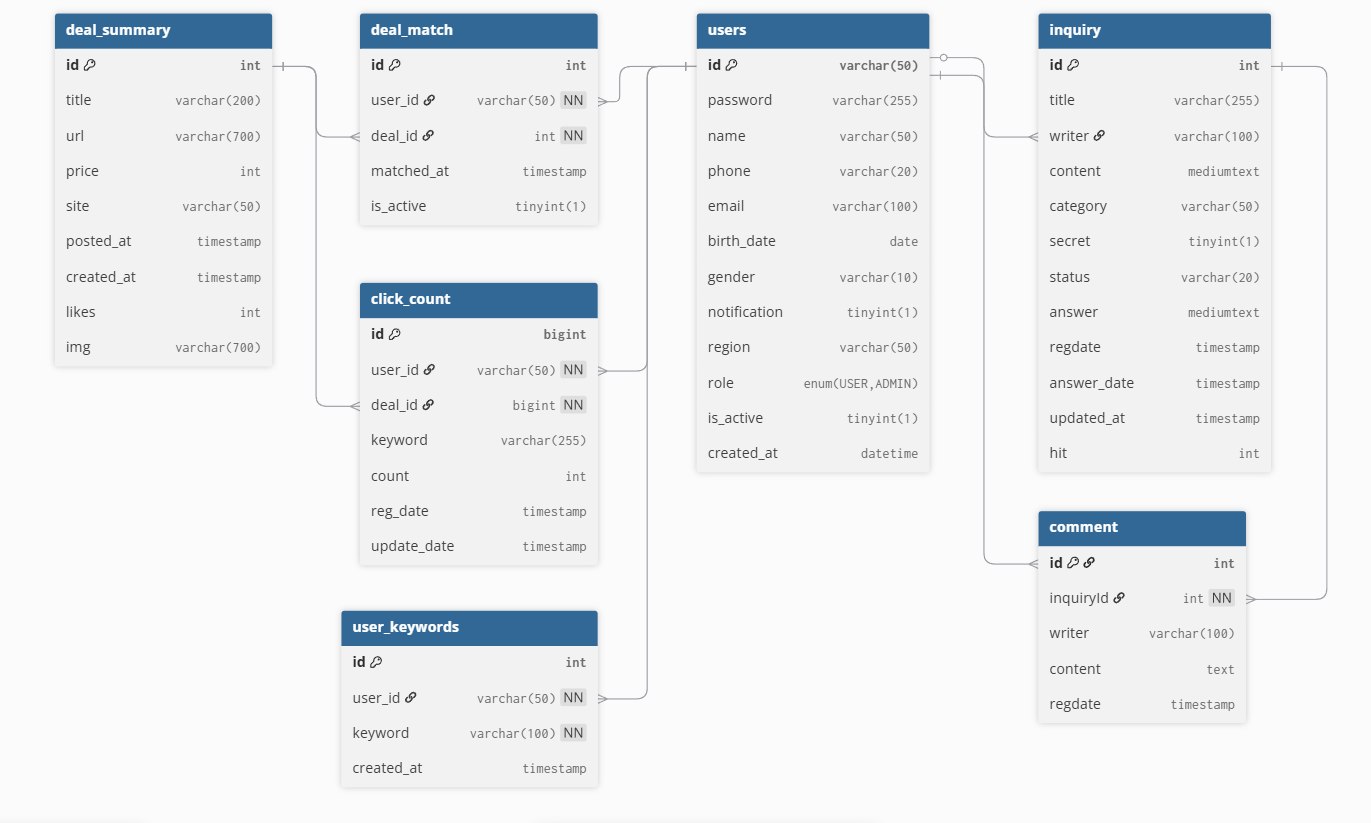 deal_summary
id int
title varchar(200)
url varchar(700)
price int
site varchar(50)
posted_at timestamp
created_at timestamp
likes int
img varchar(700)
deal_match
id int
user_id varchar(50) NN
deal_id int NN
matched_at timestamp
is_active tinyint(1)
click_count
id bigint
user_id varchar(50) NN
deal_id bigint NN
keyword varchar(255)
count int
reg_date timestamp
update_date timestamp
user_keywords
id int
user_id varchar(50) NN
keyword varchar(100) NN
created_at timestamp
users
id varchar(50)
password varchar(255)
name varchar(50)
phone varchar(20)
email varchar(100)
birth_date date
gender varchar(10)
notification tinyint(1)
region varchar(50)
role enum(USER,ADMIN)
is_active tinyint(1)
created_at datetime
inquiry
id int
title varchar(255)
writer varchar(100)
content mediumtext
category varchar(50)
secret tinyint(1)
status varchar(20)
answer mediumtext
regdate timestamp
answer_date timestamp
updated_at timestamp
hit int
comment
id int
inquiryId int NN
writer varchar(100)
content text
regdate timestamp